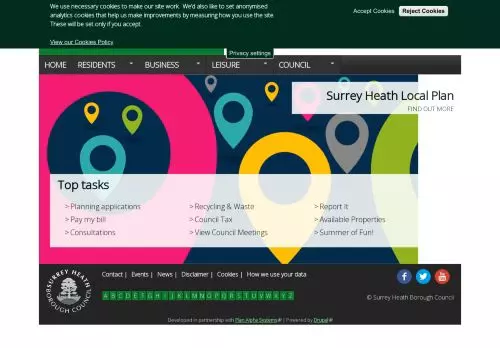 We use necessary cookies to make our site work. We'd also like to set anonymised
analytics cookies that help us make improvements by measuring how you use the site.
These will be set only if you accept.
Accept Cookies
Reject Cookies
View our Cookies Policy
Privacy settings
HOME RESIDENTS BUSINESS LEISURE COUNCIL
Surrey Heath Local Plan
FIND OUT MORE
Top tasks
> Planning applications > Recycling & Waste > Report It
> Pay my bill > Council Tax > Available Properties
> Consultations > View Council Meetings > Summer of Fun!
SURREY HEATH
BOROUGH COUNCIL
Contact | Events | News | Disclaimer | Cookies | How we use your data
A B C D E F G H I J K L M N O P Q R S T U V W X Y Z
© Surrey Heath Borough Council
Developed in partnership with Plan Alpha Systems | Powered by Drupal